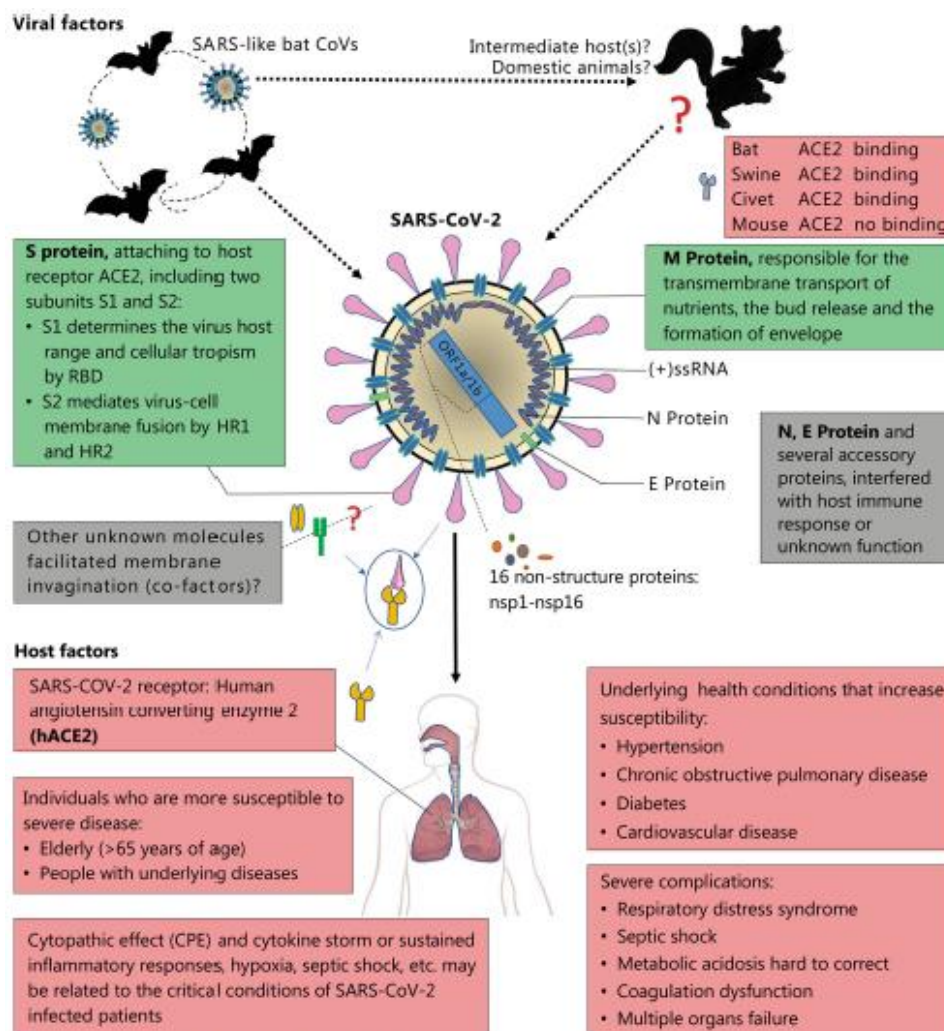 Viral factors
SARS-like bat CoVs
Intermediate host(s)?
Domestic animals?
?
Bat ACE2 binding
Swine ACE2 binding
Civet ACE2 binding
Mouse ACE2 no binding
SARS-CoV-2
S protein, attaching to host
receptor ACE2, including two
subunits S1 and S2:
• S1 determines the virus host
range and cellular tropism
by RBD
• S2 mediates virus-cell
membrane fusion by HR1
and HR2
M Protein, responsible for the
transmembrane transport of
nutrients, the bud release and the
formation of envelope
ORF1a/1b
(+)ssRNA
N Protein
E Protein
N, E Protein and
several accessory
proteins, interfered
with host immune
response or
unknown function
?
Other unknown molecules
facilitated membrane
invagination (co-factors)?
16 non-structure proteins:
nsp1-nsp16
Host factors
SARS-COV-2 receptor: Human
angiotensin converting enzyme 2
(hACE2)
Individuals who are more susceptible to
severe disease:
• Elderly (>65 years of age)
• People with underlying diseases
Cytopathic effect (CPE) and cytokine storm or sustained
inflammatory responses, hypoxia, septic shock, etc. may
be related to the critical conditions of SARS-CoV-2
infected patients
Underlying health conditions that increase
susceptibility:
• Hypertension
• Chronic obstructive pulmonary disease
• Diabetes
• Cardiovascular disease
Severe complications:
• Respiratory distress syndrome
• Septic shock
• Metabolic acidosis hard to correct
• Coagulation dysfunction
• Multiple organs failure